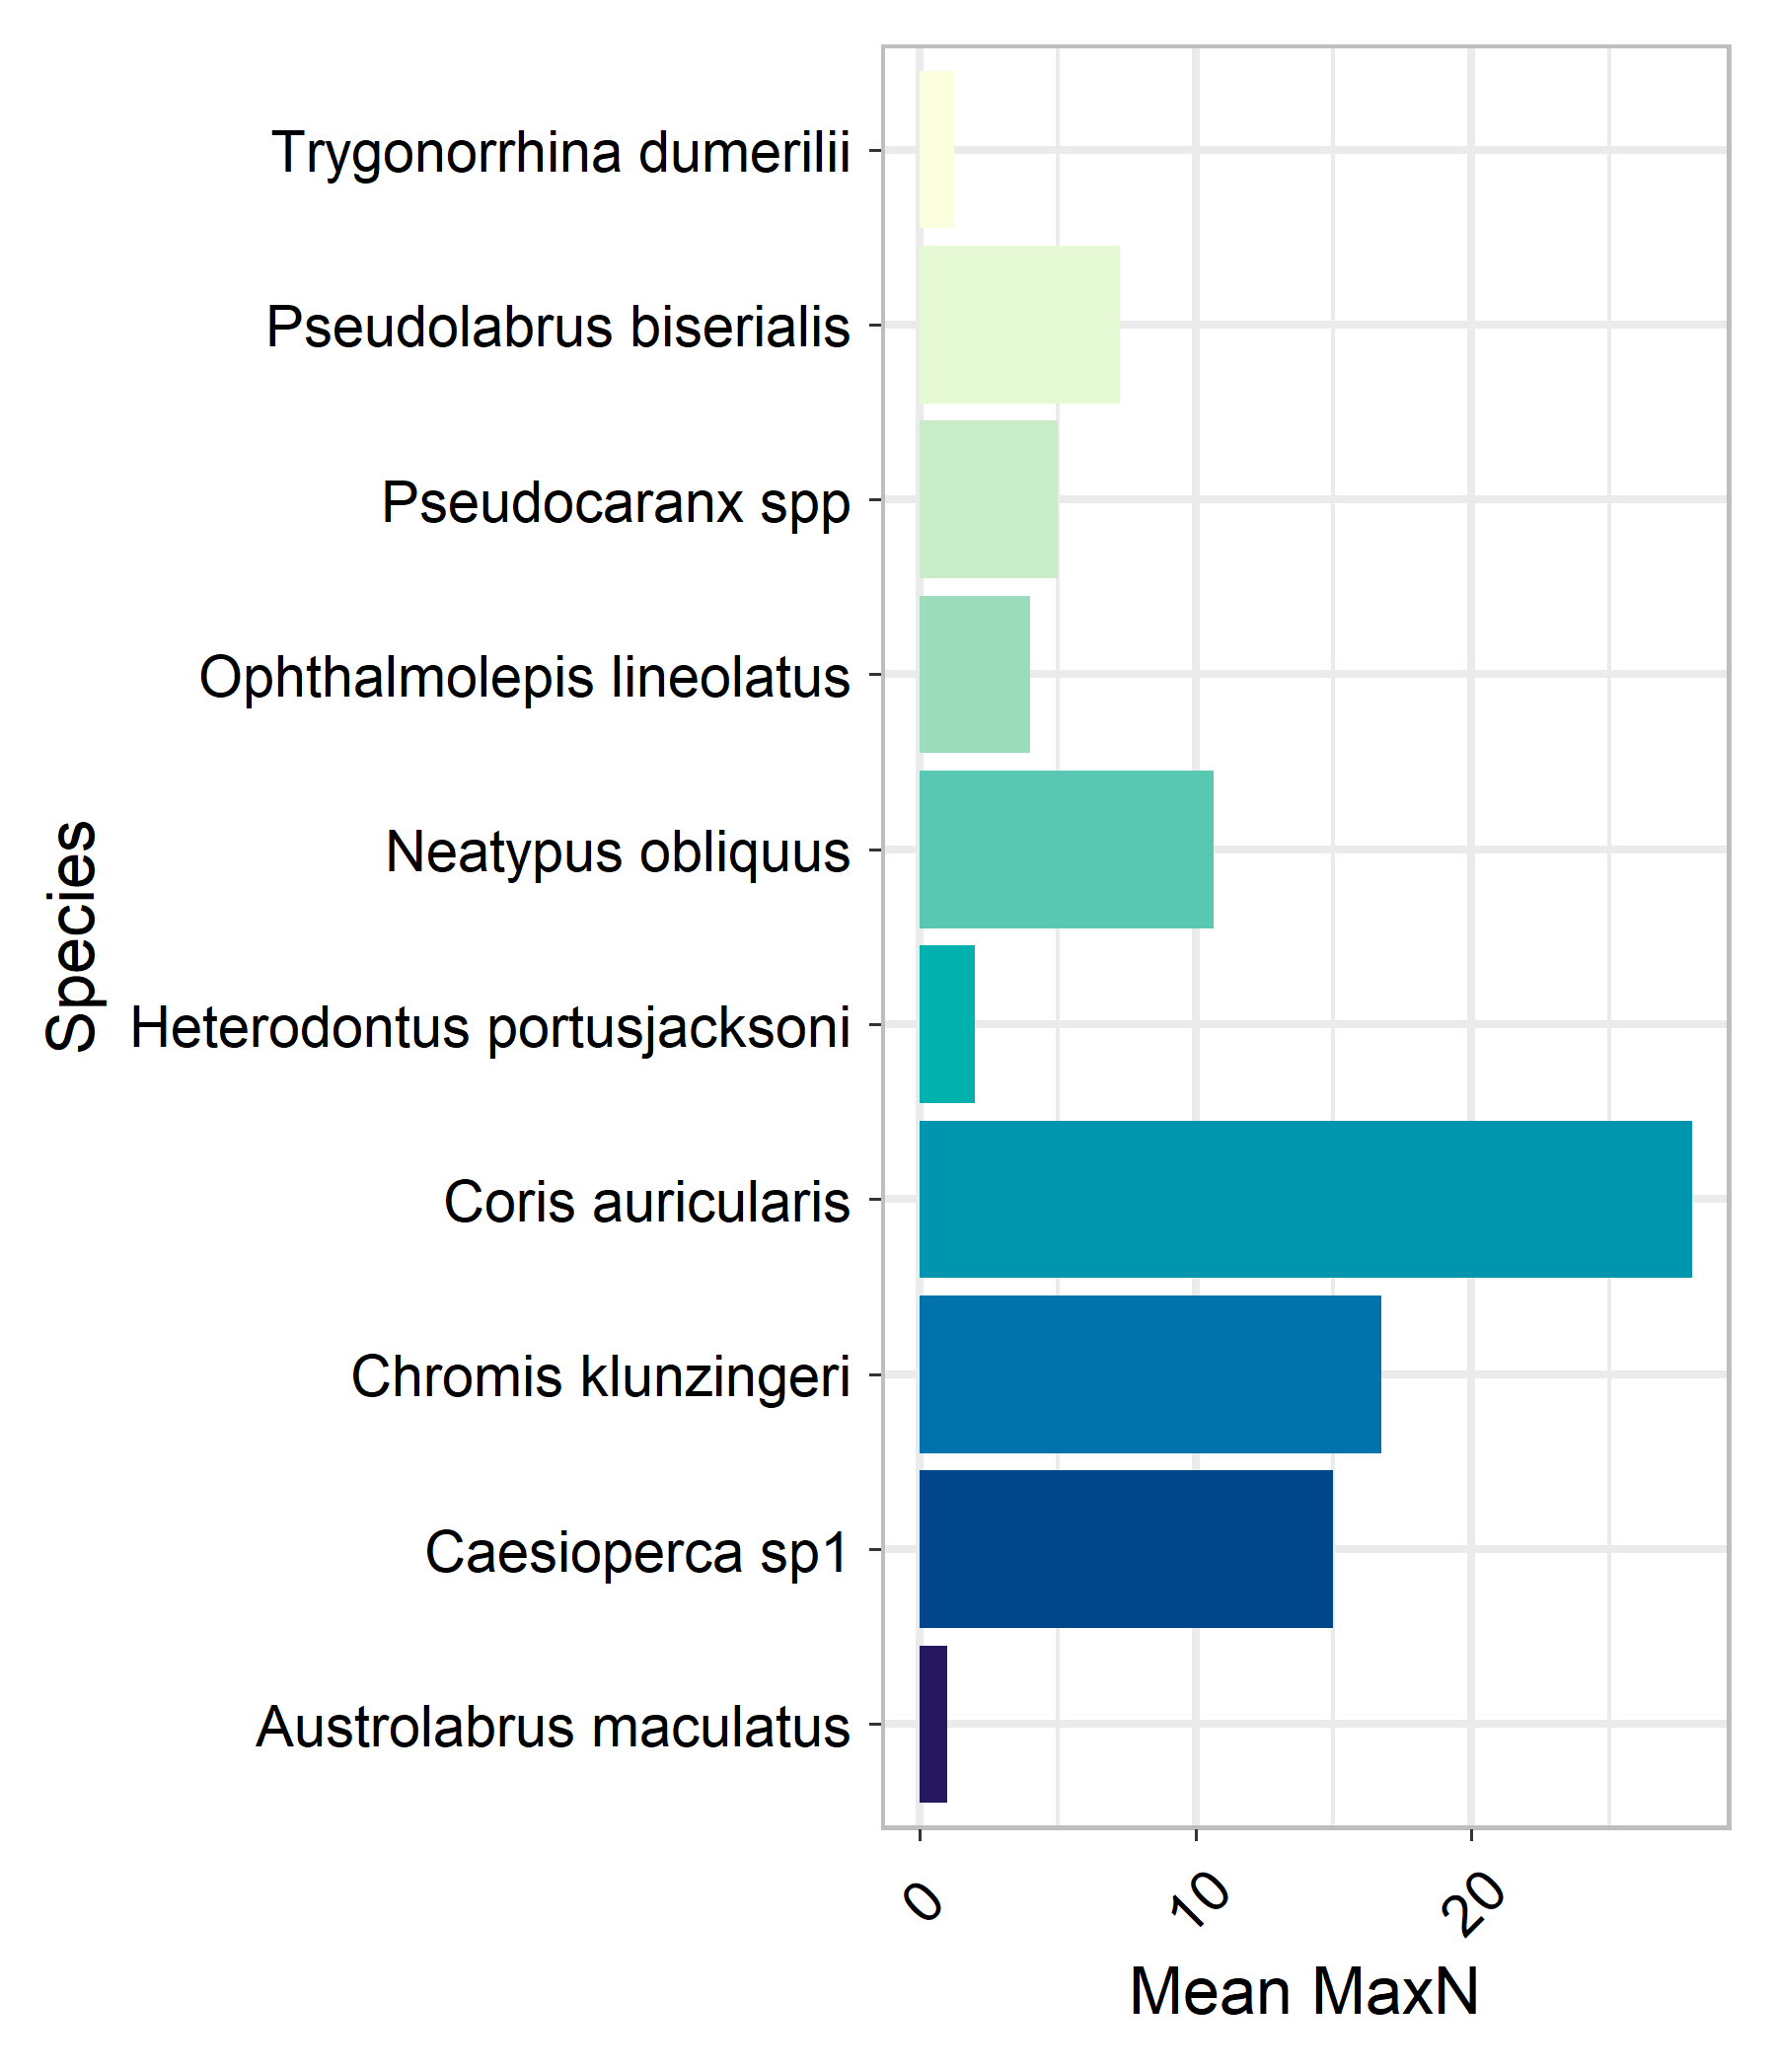 Species
Trygonorrhina dumerilii
Pseudolabrus biserialis
Pseudocaranx spp
Ophthalmolepis lineolatus
Neatypus obliquus
Heterodontus portusjacksoni
Coris auricularis
Chromis klunzingeri
Caesioperca sp1
Austrolabrus maculatus
0
10
20
Mean MaxN